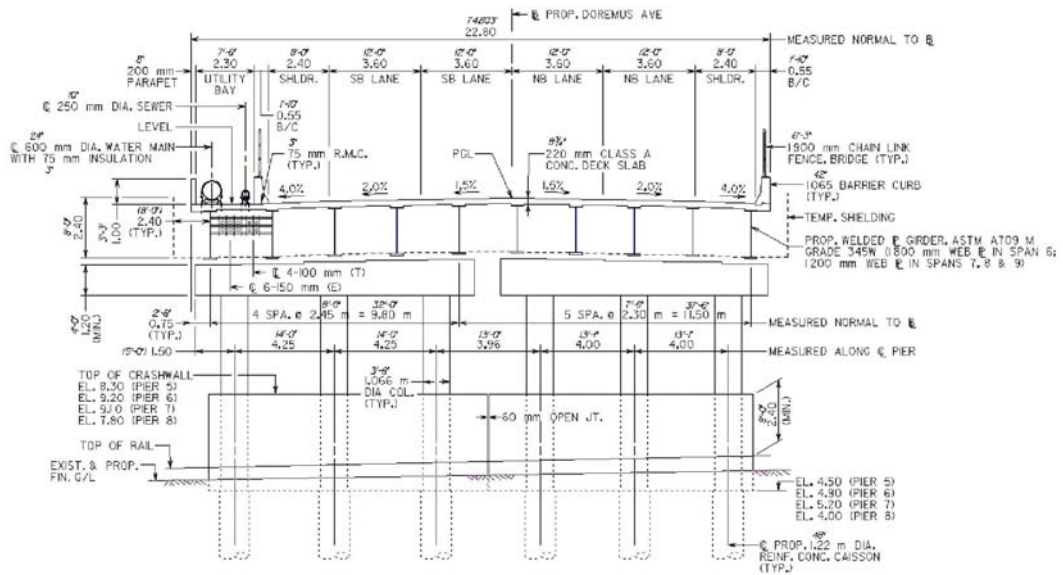 ℄ PROP. DOREMUS AVE
74.803'
22.80
MEASURED NORMAL TO ℄
8"
200 mm
PARAPET
7'-6"
2.30
UTILITY
BAY
8'-0"
2.40
SHLDR.
12'-0"
3.60
SB LANE
12'-0"
3.60
SB LANE
12'-0"
3.60
NB LANE
12'-0"
3.60
NB LANE
8'-0"
2.40
SHLDR.
1'-10"
0.55
B/C
10"
℄ 250 mm DIA. SEWER
1'-10"
0.55
B/C
LEVEL
24"
℄ 600 mm DIA. WATER MAIN
WITH 75 mm INSULATION
3"
3"
75 mm R.M.C.
(TYP.)
PGL
8¾"
220 mm CLASS A
CONC. DECK SLAB
6'-3"
1900 mm CHAIN LINK
FENCE, BRIDGE (TYP.)
42"
1065 BARRIER CURB
(TYP.)
4.0%
2.0%
1.5%
1.5%
2.0%
4.0%
TEMP. SHIELDING
8'-0"
2.40
3'-3"
1.00
(8'-0")
2.40
(TYP.)
PROP. WELDED ℄ GIRDER, ASTM A709 M
GRADE 345W (1800 mm WEB ℄ IN SPAN 6;
1200 mm WEB ℄ IN SPANS 7, 8 & 9)
℄ 4-100 mm (T)
℄ 6-150 mm (E)
4'-0"
1.20
(MIN.)
2'-6"
0.75
(TYP.)
8'-0" 32'-0"
4 SPA. @ 2.45 m = 9.80 m
7'-6" 37'-6"
5 SPA. @ 2.30 m = 11.50 m
MEASURED NORMAL TO ℄
(5'-0") 1.50
14'-0"
4.25
14'-0"
4.25
13'-0"
3.96
13'-1"
4.00
13'-1"
4.00
MEASURED ALONG ℄ PIER
TOP OF CRASHWALL
EL. 8.30 (PIER 5)
EL. 9.20 (PIER 6)
EL. 9.10 (PIER 7)
EL. 7.80 (PIER 8)
3'-6"
1.066 m
DIA COL.
(TYP.)
60 mm OPEN JT.
8'-0"
2.40
(MIN.)
TOP OF RAIL
EXIST. & PROP.
FIN. G/L
EL. 4.50 (PIER 5)
EL. 4.90 (PIER 6)
EL. 5.20 (PIER 7)
EL. 4.00 (PIER 8)
48"
℄ PROP. 1.22 m DIA.
REINF. CONC. CAISSON
(TYP.)